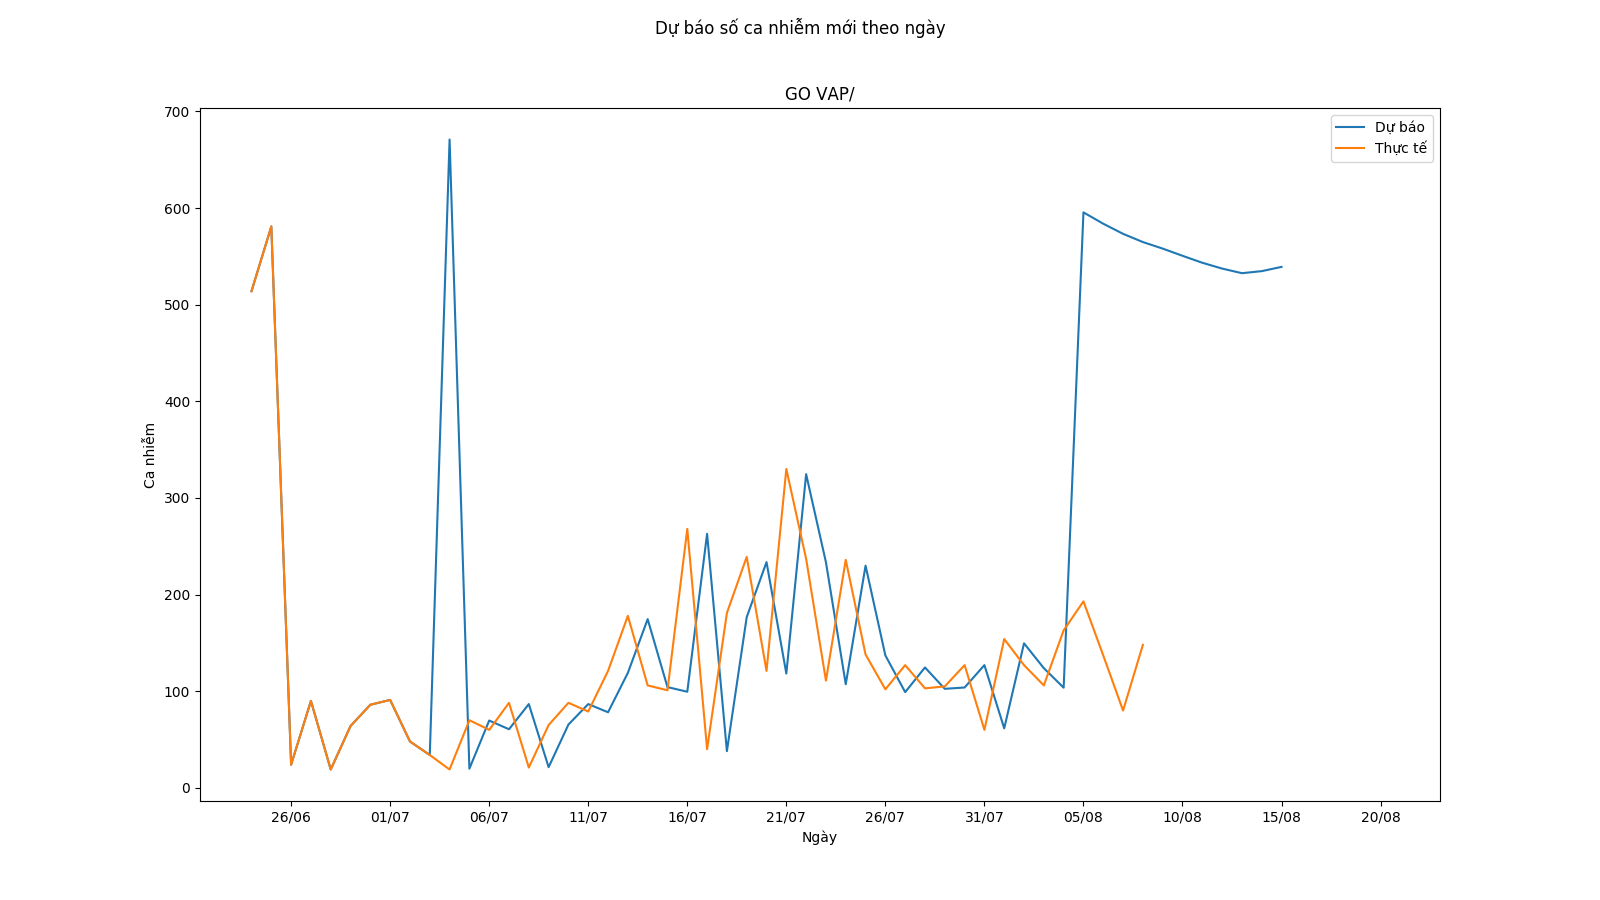 Dự báo số ca nhiễm mới theo ngày
GO VAP/
700
600
500
400
300
200
100
0
Ca nhiễm
Dự báo
Thực tế
26/06 01/07 06/07 11/07 16/07 21/07 26/07 31/07 05/08 10/08 15/08 20/08
Ngày